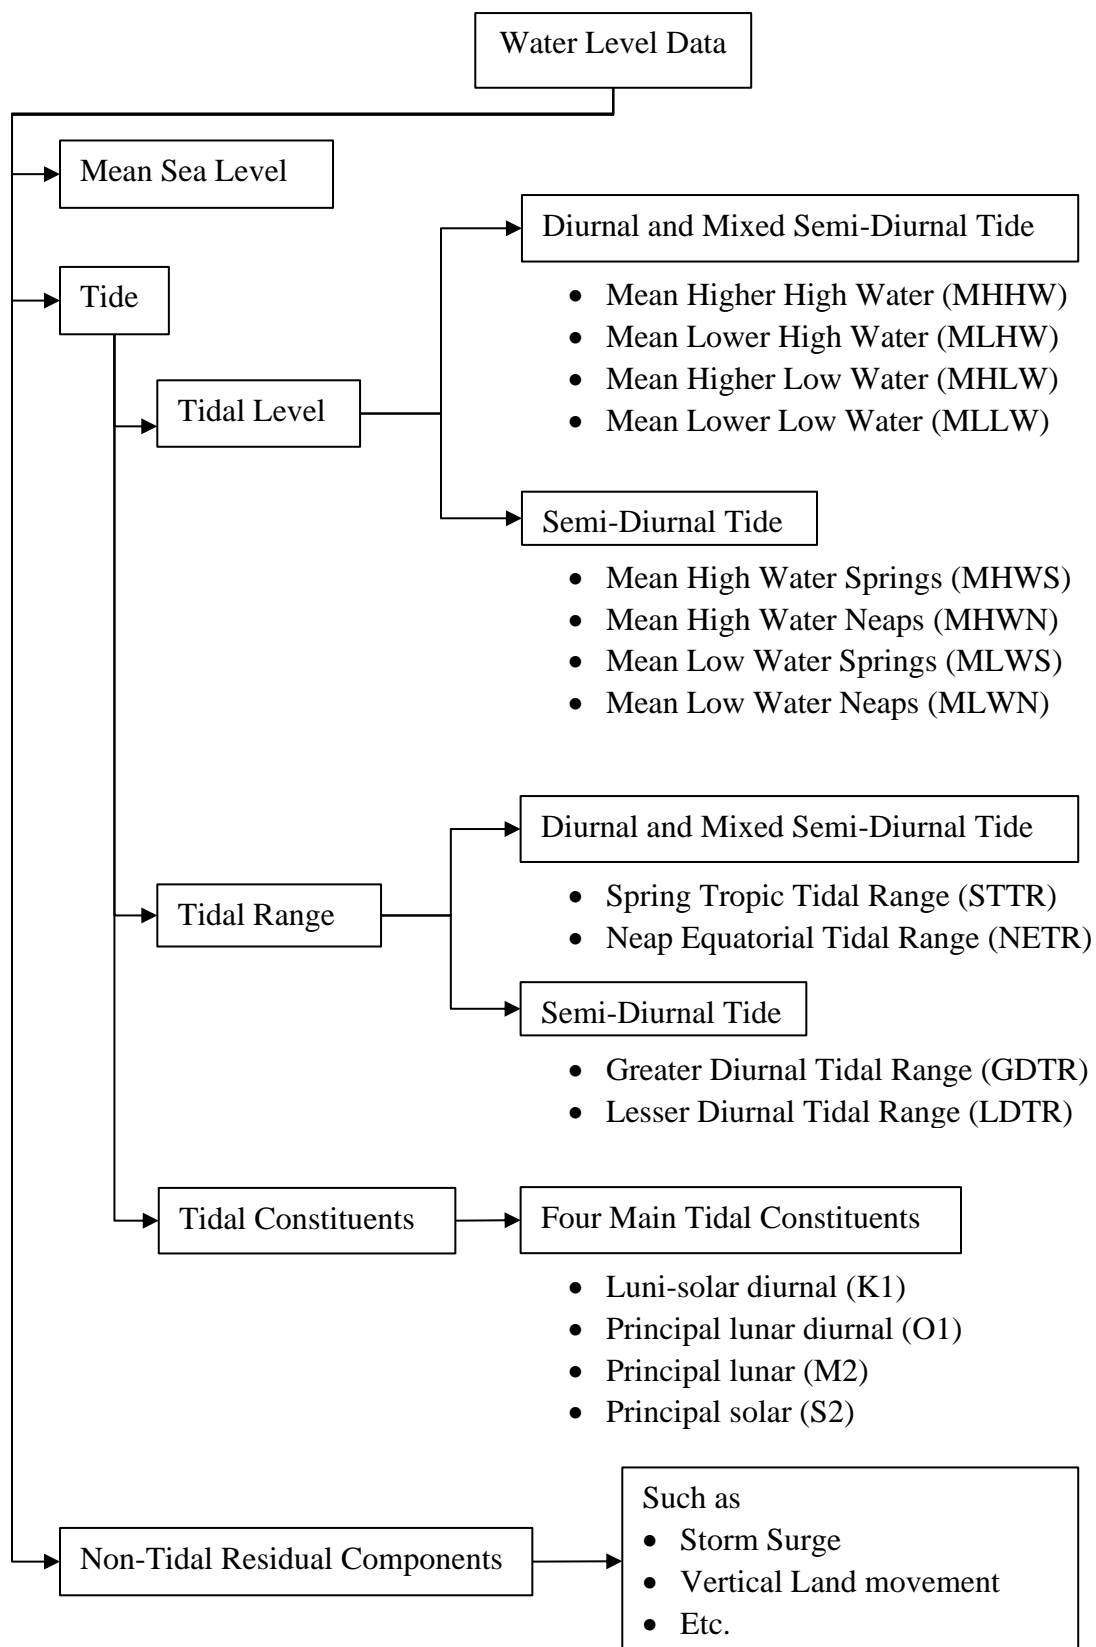 Water Level Data
Mean Sea Level
Diurnal and Mixed Semi-Diurnal Tide
Tide
• Mean Higher High Water (MHHW)
• Mean Lower High Water (MLHW)
• Mean Higher Low Water (MHLW)
• Mean Lower Low Water (MLLW)
Tidal Level
Semi-Diurnal Tide
• Mean High Water Springs (MHWS)
• Mean High Water Neaps (MHWN)
• Mean Low Water Springs (MLWS)
• Mean Low Water Neaps (MLWN)
Diurnal and Mixed Semi-Diurnal Tide
Tidal Range
• Spring Tropic Tidal Range (STTR)
• Neap Equatorial Tidal Range (NETR)
Semi-Diurnal Tide
• Greater Diurnal Tidal Range (GDTR)
• Lesser Diurnal Tidal Range (LDTR)
Tidal Constituents
Four Main Tidal Constituents
• Luni-solar diurnal (K1)
• Principal lunar diurnal (O1)
• Principal lunar (M2)
• Principal solar (S2)
Non-Tidal Residual Components
Such as
• Storm Surge
• Vertical Land movement
• Etc.